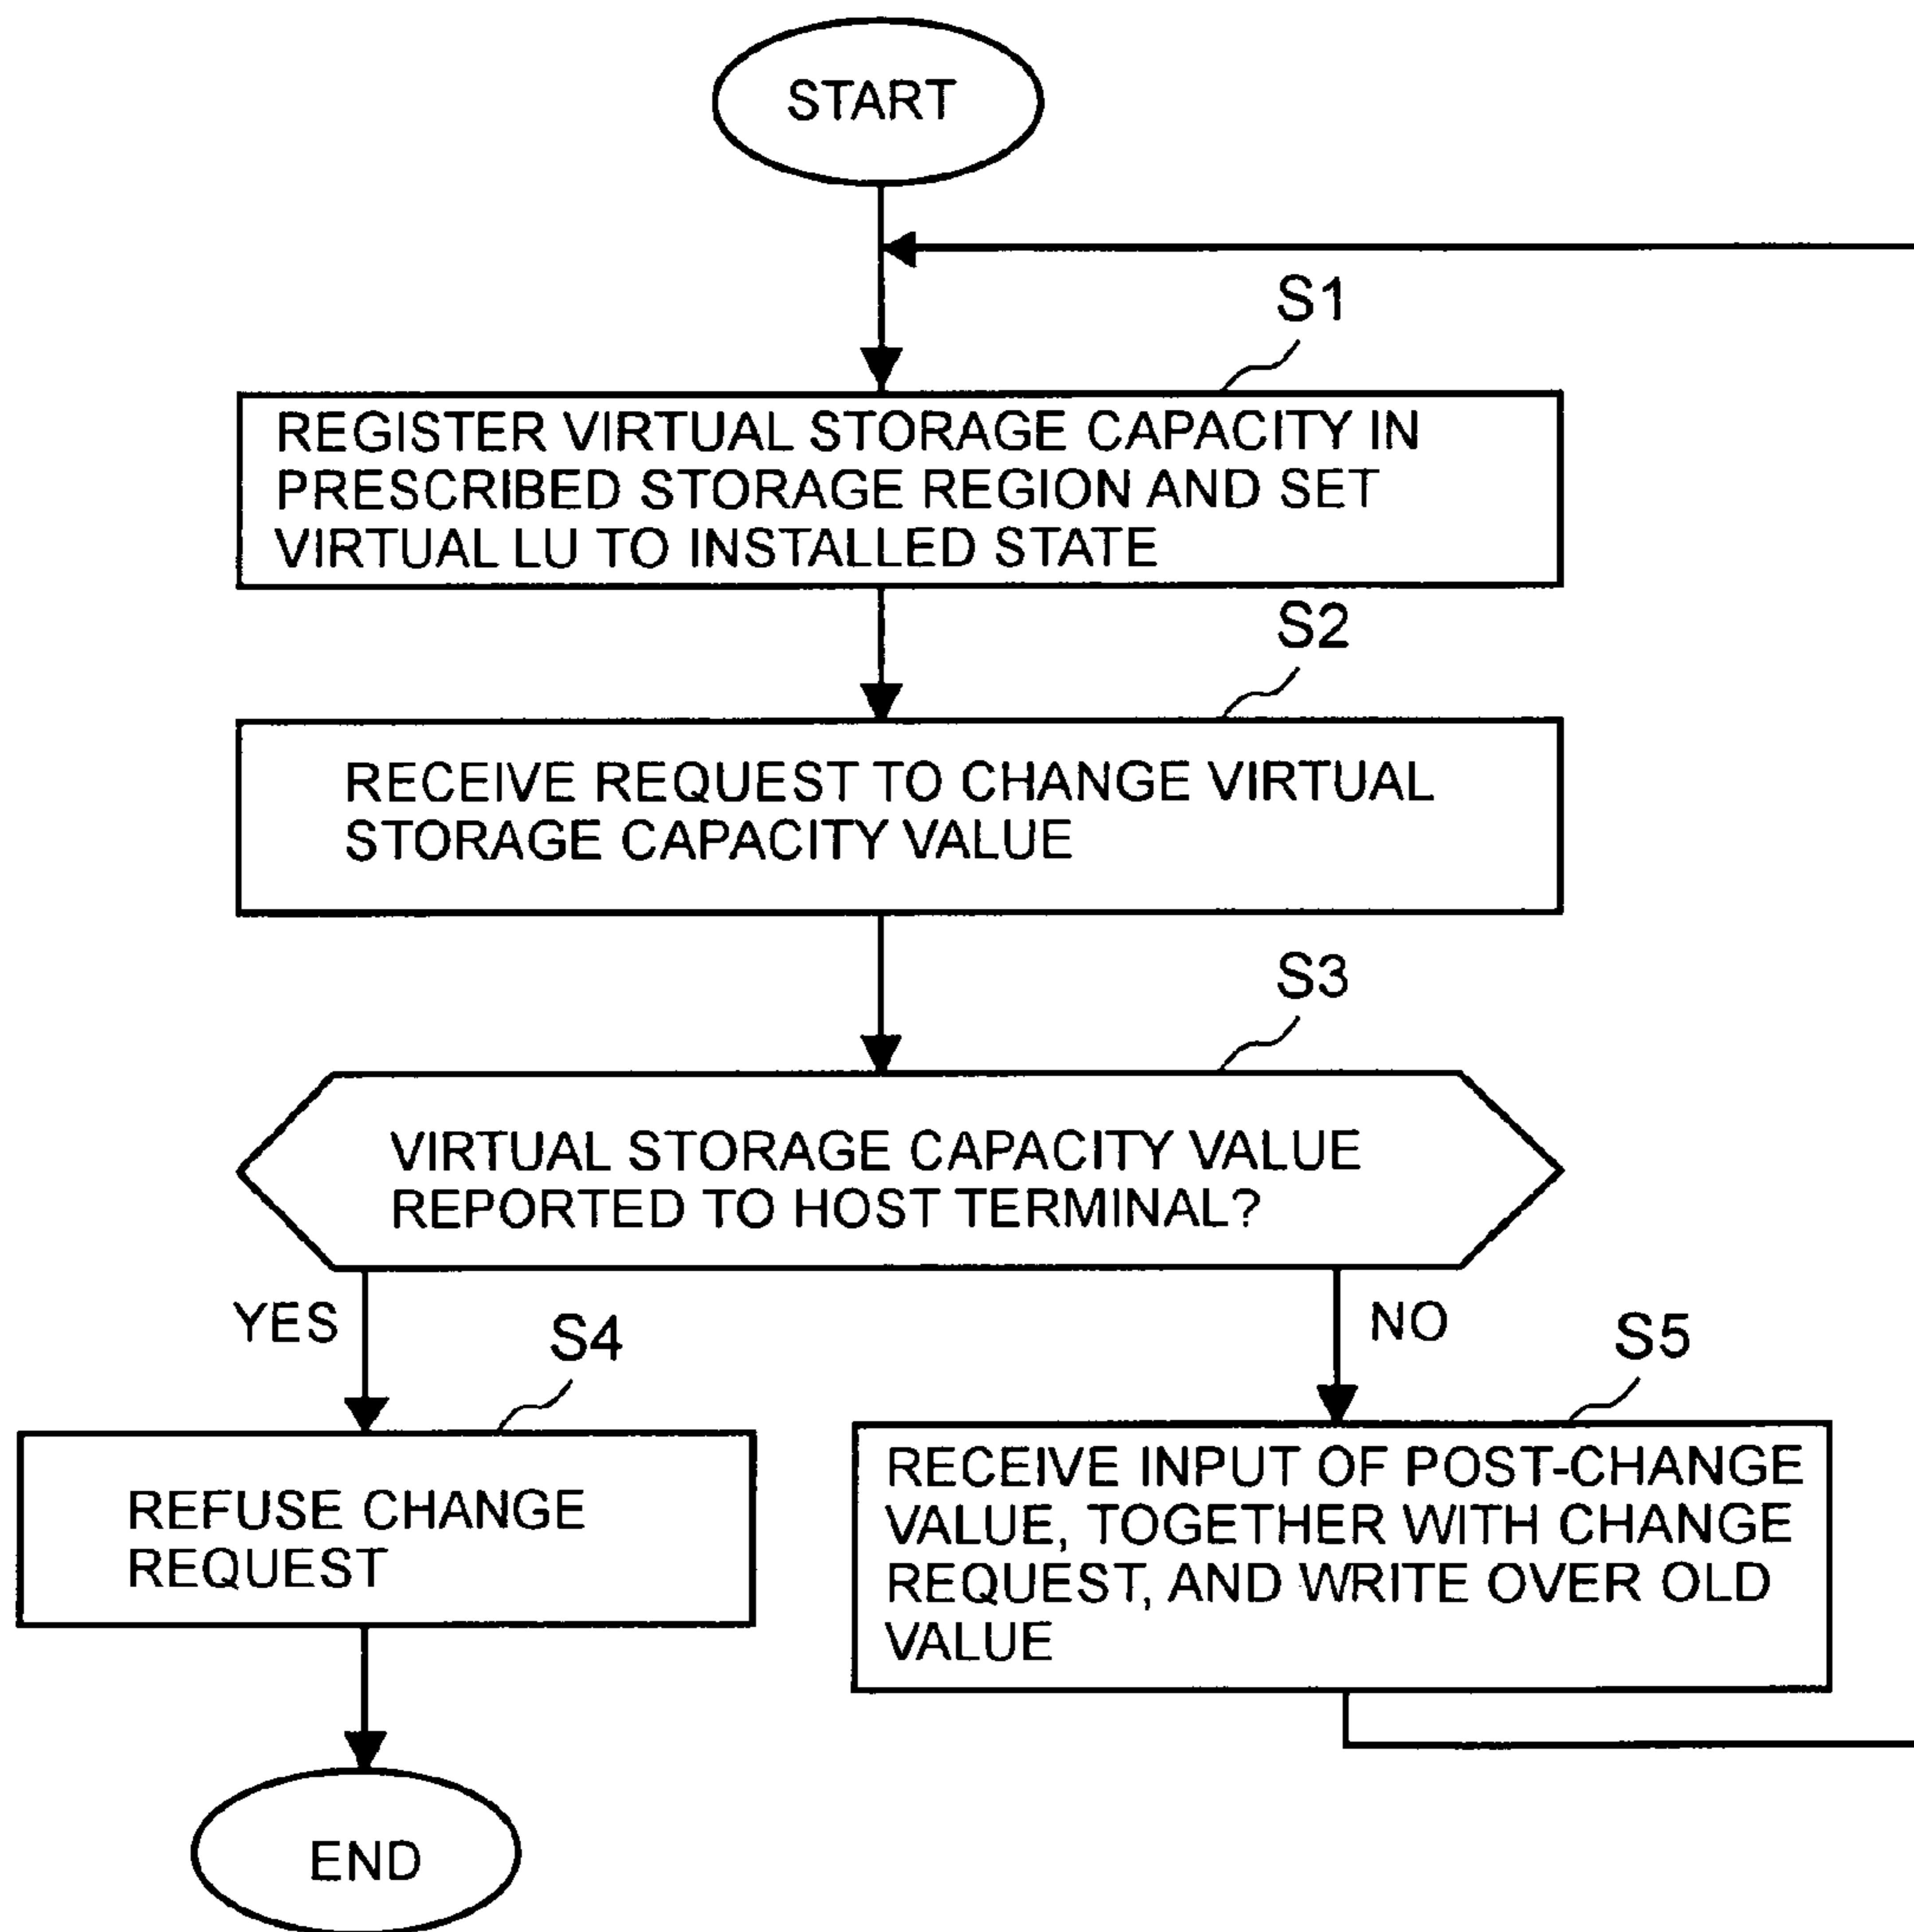 START
S1
REGISTER VIRTUAL STORAGE CAPACITY IN
PRESCRIBED STORAGE REGION AND SET
VIRTUAL LU TO INSTALLED STATE
S2
RECEIVE REQUEST TO CHANGE VIRTUAL
STORAGE CAPACITY VALUE
S3
VIRTUAL STORAGE CAPACITY VALUE
REPORTED TO HOST TERMINAL?
YES
NO
S4
S5
REFUSE CHANGE
REQUEST
RECEIVE INPUT OF POST-CHANGE
VALUE, TOGETHER WITH CHANGE
REQUEST, AND WRITE OVER OLD
VALUE
END